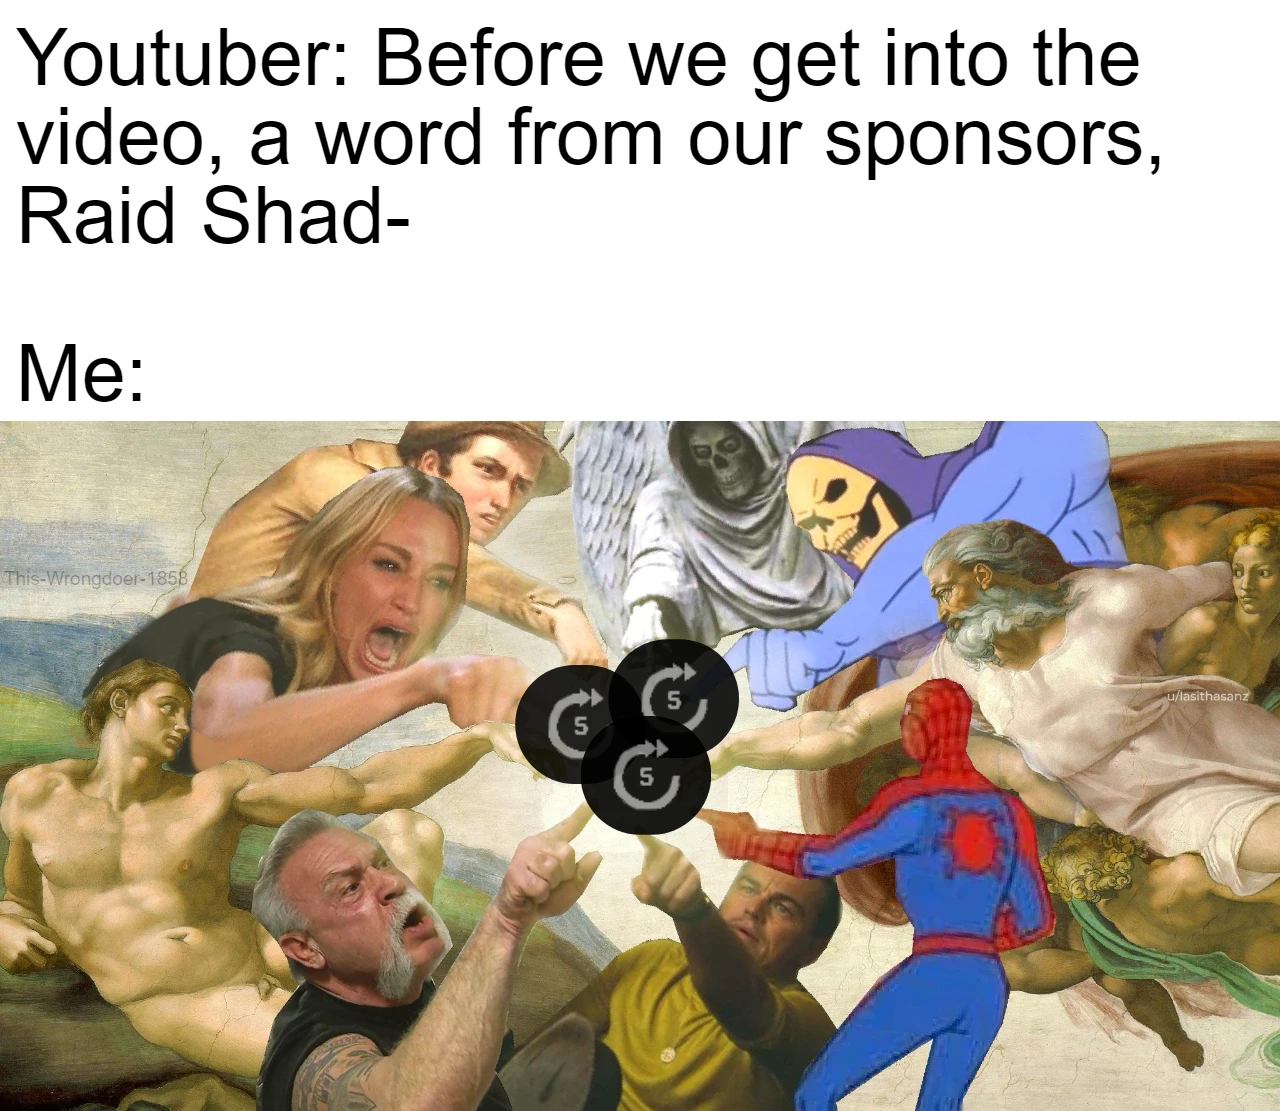 Youtuber: Before we get into the
video, a word from our sponsors,
Raid Shad-
Me:
This-Wrongdoer-1858
u/lasithasanz
5
5
5